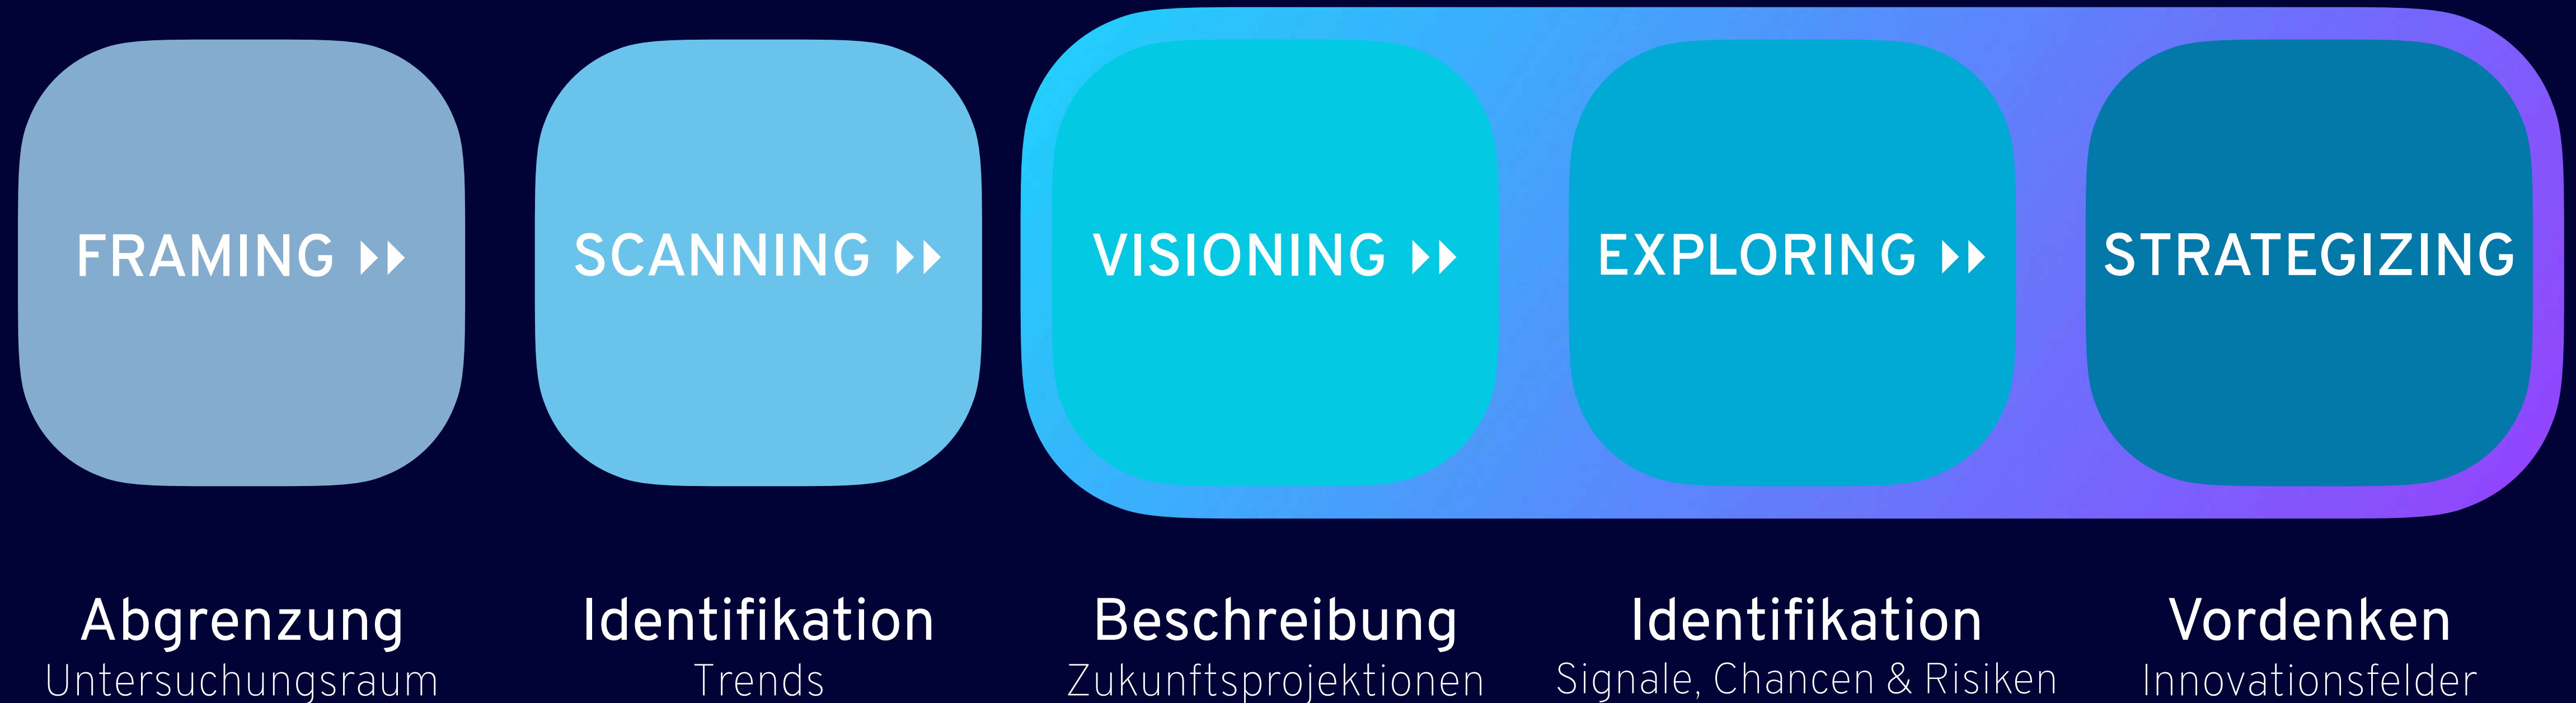 FRAMING
SCANNING
VISIONING
EXPLORING
STRATEGIZING
Abgrenzung
Untersuchungsraum
Identifikation
Trends
Beschreibung
Zukunftsprojektionen
Identifikation
Signale, Chancen & Risiken
Vordenken
Innovationsfelder